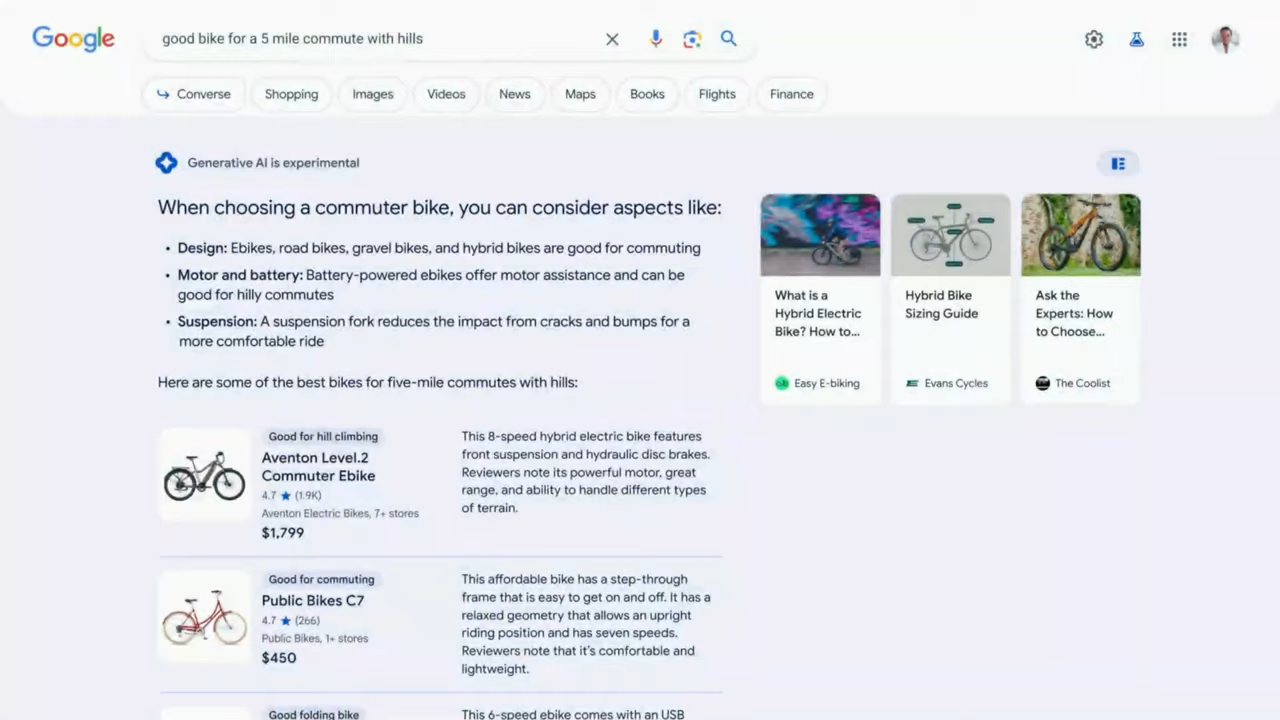 Google
good bike for a 5 mile commute with hills
Converse
Shopping
Images
Videos
News
Maps
Books
Flights
Finance
Generative AI is experimental
When choosing a commuter bike, you can consider aspects like:
• Design: Ebikes, road bikes, gravel bikes, and hybrid bikes are good for commuting
• Motor and battery: Battery-powered ebikes offer motor assistance and can be
good for hilly commutes
• Suspension: A suspension fork reduces the impact from cracks and bumps for a
more comfortable ride
Here are some of the best bikes for five-mile commutes with hills:
What is a
Hybrid Electric
Bike? How to...
Easy E-biking
Hybrid Bike
Sizing Guide
Evans Cycles
Ask the
Experts: How
to Choose...
The Coolist
Good for hill climbing
Aventon Level.2
Commuter Ebike
4.7 ★ (1.9K)
Aventon Electric Bikes, 7+ stores
$1,799
This 8-speed hybrid electric bike features
front suspension and hydraulic disc brakes.
Reviewers note its powerful motor, great
range, and ability to handle different types
of terrain.
Good for commuting
Public Bikes C7
4.7 ★ (266)
Public Bikes, 1+ stores
$450
This affordable bike has a step-through
frame that is easy to get on and off. It has a
relaxed geometry that allows an upright
riding position and has seven speeds.
Reviewers note that it's comfortable and
lightweight.
Good folding bike
This 6-speed ebike comes with an USB